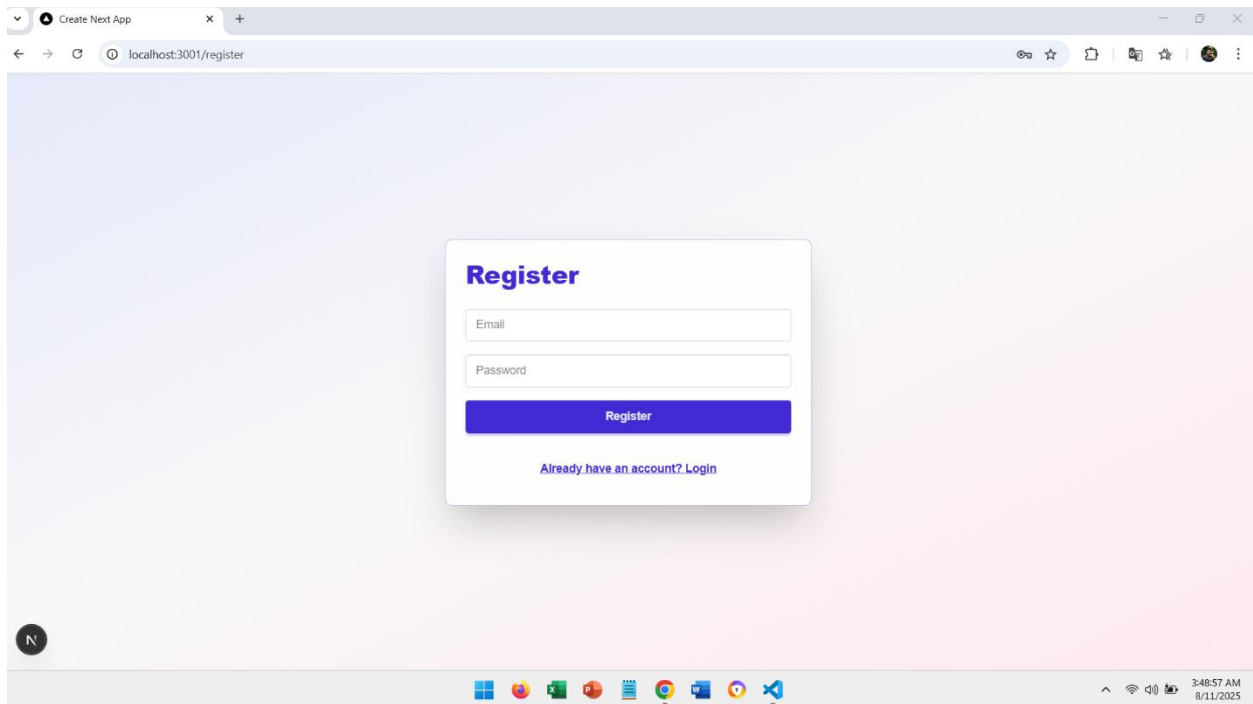 Create Next App
localhost:3001/register
Register
Email
Password
Register
Already have an account? Login
N
3:48:57 AM
8/11/2025